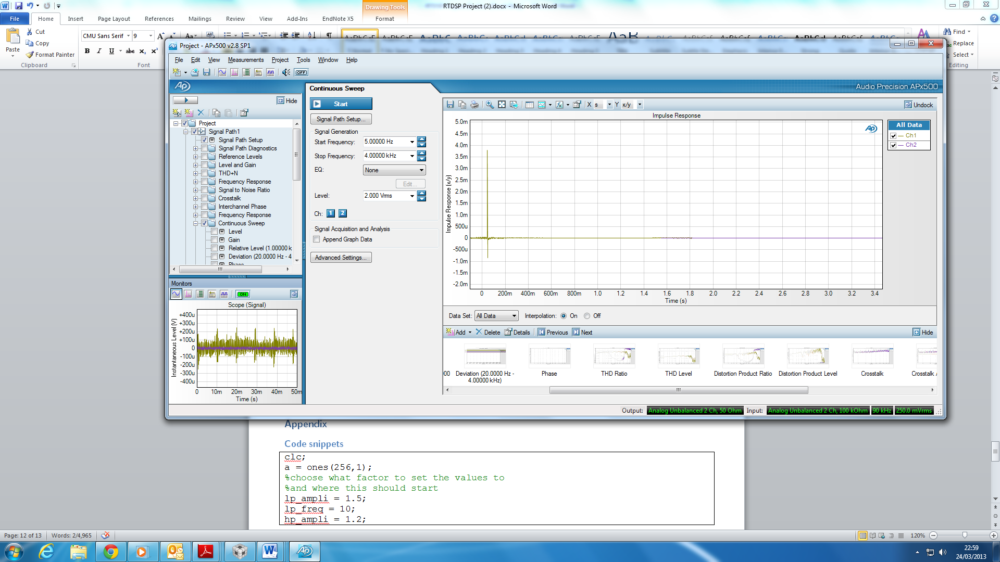 RTDSP Project (2).docx - Microsoft Word
Drawing Tools
File Home Insert Page Layout References Mailings Review View Add-Ins EndNote X5 Format
Paste
Cut
Copy
Format Painter
Clipboard
CMU Sans Serif 9
B I U abc X₂ X²
Font
Find
Replace
Select
Editing
Project - APx500 v2.8 SP1
File Edit View Measurements Project Tools Window Help
OFF
AP
Audio Precision APx500
Hide
Project
Signal Path1
Signal Path Setup
Signal Path Diagnostics
Reference Levels
Level and Gain
THD+N
Frequency Response
Signal to Noise Ratio
Crosstalk
Interchannel Phase
Frequency Response
Continuous Sweep
Level
Gain
Relative Level (1.00000 k
Deviation (20.0000 Hz - 4
Phase
Continuous Sweep
Start
Signal Path Setup...
Signal Generation
Start Frequency: 5.00000 Hz
Stop Frequency: 4.00000 kHz
EQ: None
Edit...
Level: 2.000 Vrms
Ch: 1 2
Signal Acquisition and Analysis
Append Graph Data
Advanced Settings...
X s Y x/y
Undock
Impulse Response
Impulse Response (x/y)
5.0m
4.5m
4.0m
3.5m
3.0m
2.5m
2.0m
1.5m
1.0m
500u
0
-500u
-1.0m
-1.5m
-2.0m
0 200m 400m 600m 800m 1.0 1.2 1.4 1.6 1.8 2.0 2.2 2.4 2.6 2.8 3.0 3.2 3.4
Time (s)
AP
All Data
Ch1
Ch2
Data Set: All Data Interpolation: On Off
Add Delete Details Previous Next Hide
00
Deviation (20.0000 Hz -
4.00000 kHz)
Phase
THD Ratio
THD Level
Distortion Product Ratio
Distortion Product Level
Crosstalk
Crosstalk
Monitors
ON
Scope (Signal)
Instantaneous Level (V)
+400u
+300u
+200u
+100u
0
-100u
-200u
-300u
-400u
0 10m 20m 30m 40m 50m
Time (s)
Output: Analog Unbalanced 2 Ch, 50 Ohm Input: Analog Unbalanced 2 Ch, 100 kOhm 90 kHz 250.0 mVrms
Appendix
Code snippets
clc;
a = ones(256,1);
%choose what factor to set the values to
%and where this should start
lp_ampli = 1.5;
lp_freq = 10;
hp_ampli = 1.2;
Page: 12 of 13 Words: 2/4,965
120%
22:59
24/03/2013